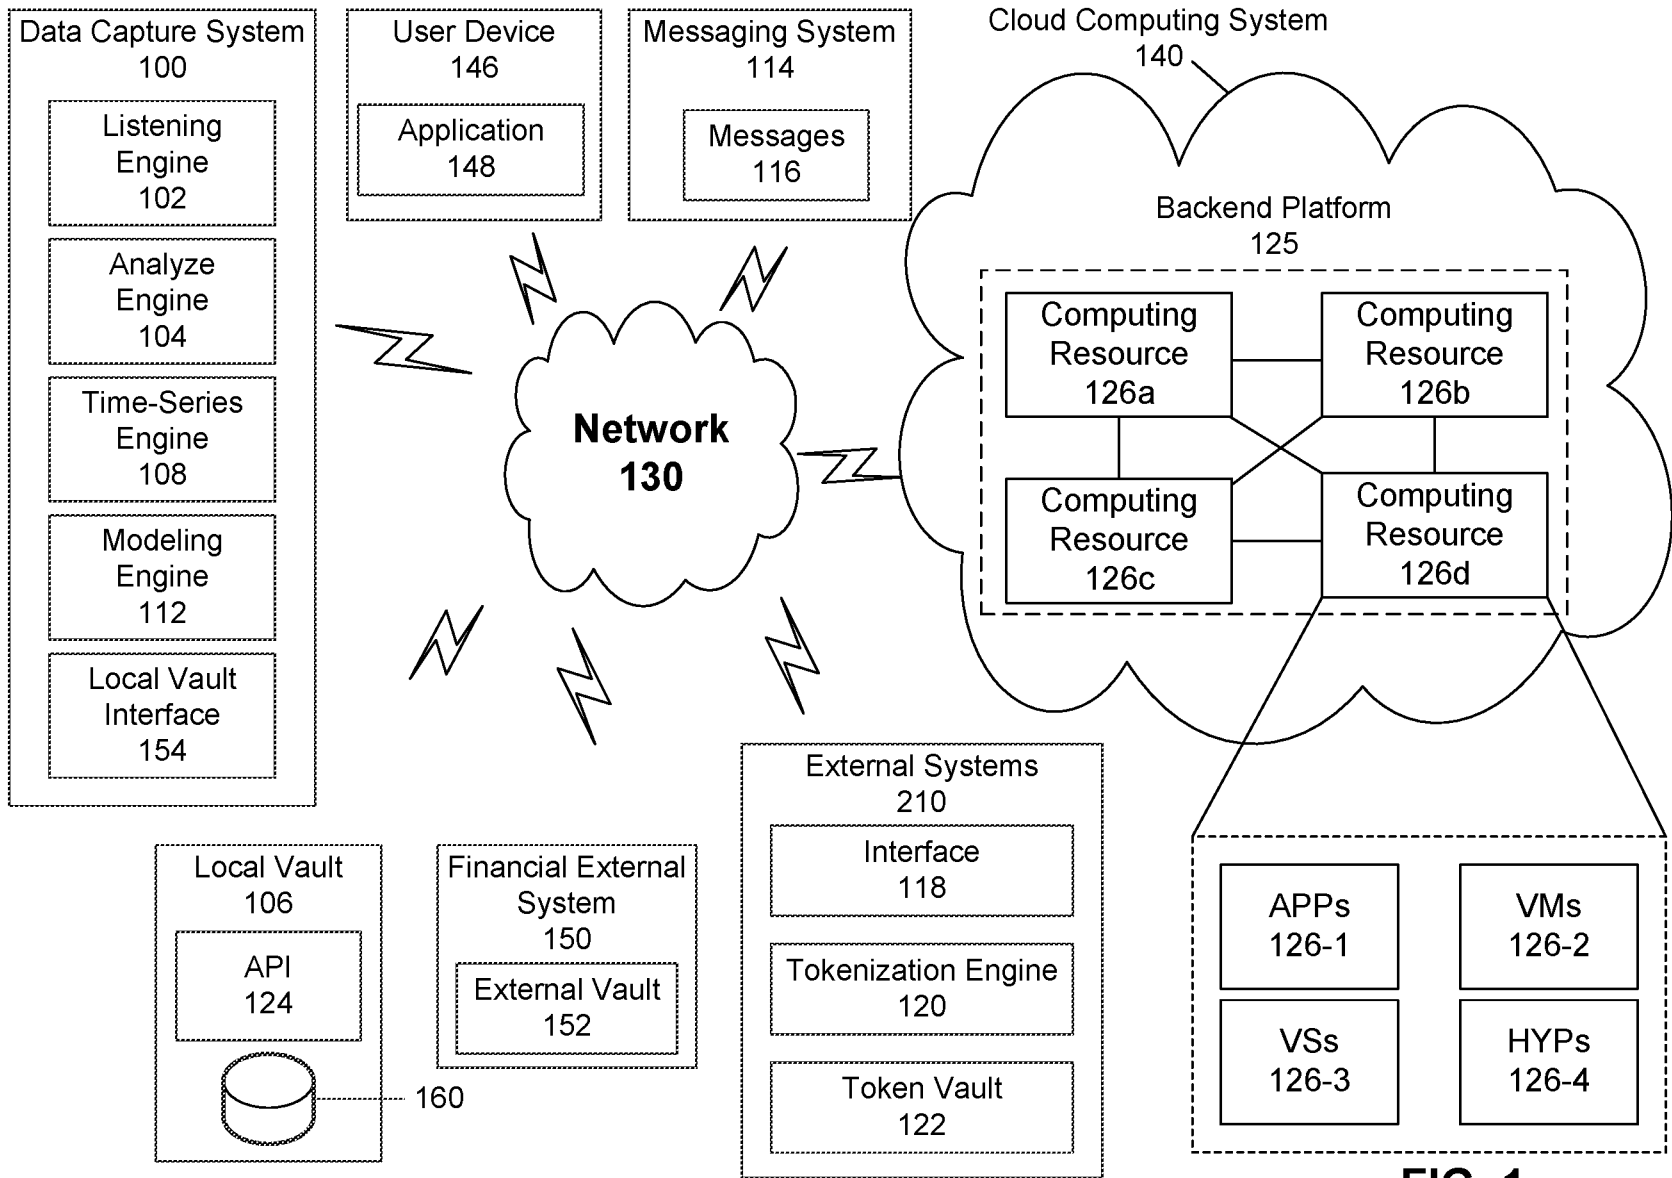 Data Capture System
100
Listening
Engine
102
Analyze
Engine
104
Time-Series
Engine
108
Modeling
Engine
112
Local Vault
Interface
154
User Device
146
Application
148
Messaging System
114
Messages
116
Cloud Computing System
140
Backend Platform
125
Computing
Resource
126a
Computing
Resource
126b
Computing
Resource
126c
Computing
Resource
126d
Network
130
Local Vault
106
API
124
160
Financial External
System
150
External Vault
152
External Systems
210
Interface
118
Tokenization Engine
120
Token Vault
122
APPs
126-1
VMs
126-2
VSs
126-3
HYPs
126-4
FIG. 1